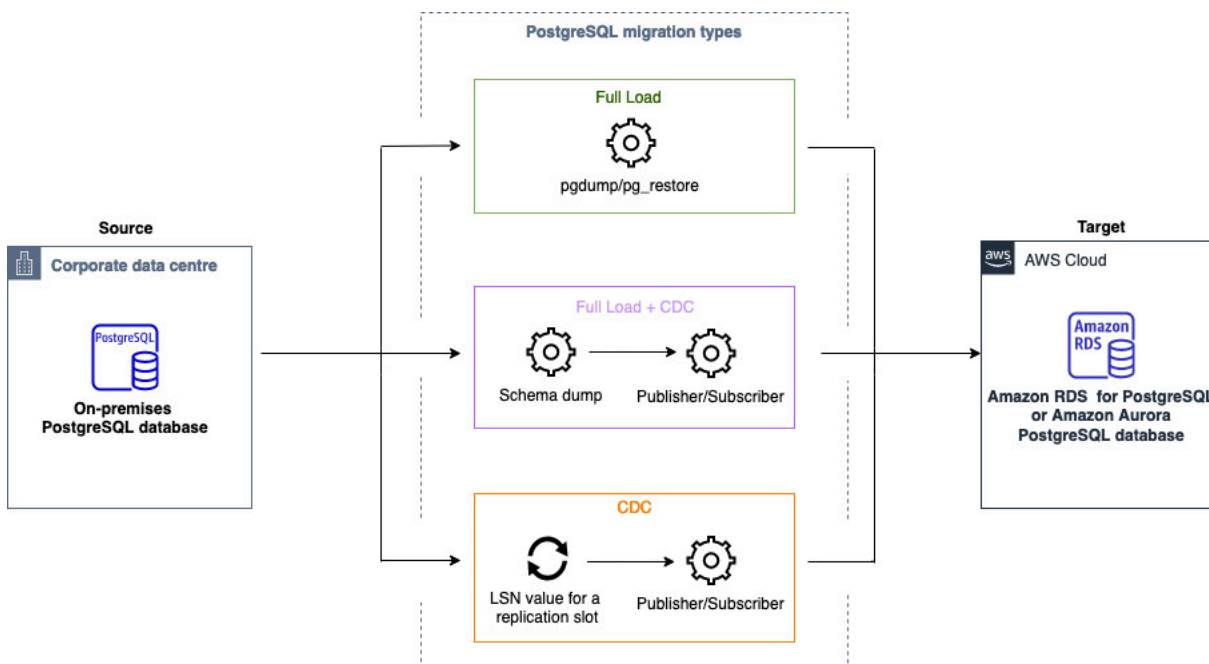 PostgreSQL migration types
Full Load
pgdump/pg_restore
Source
Corporate data centre
PostgreSQL
On-premises
PostgreSQL database
Full Load + CDC
Schema dump
Publisher/Subscriber
CDC
LSN value for a
replication slot
Publisher/Subscriber
Target
aws
AWS Cloud
Amazon
RDS
Amazon RDS for PostgreSQL
or Amazon Aurora
PostgreSQL database